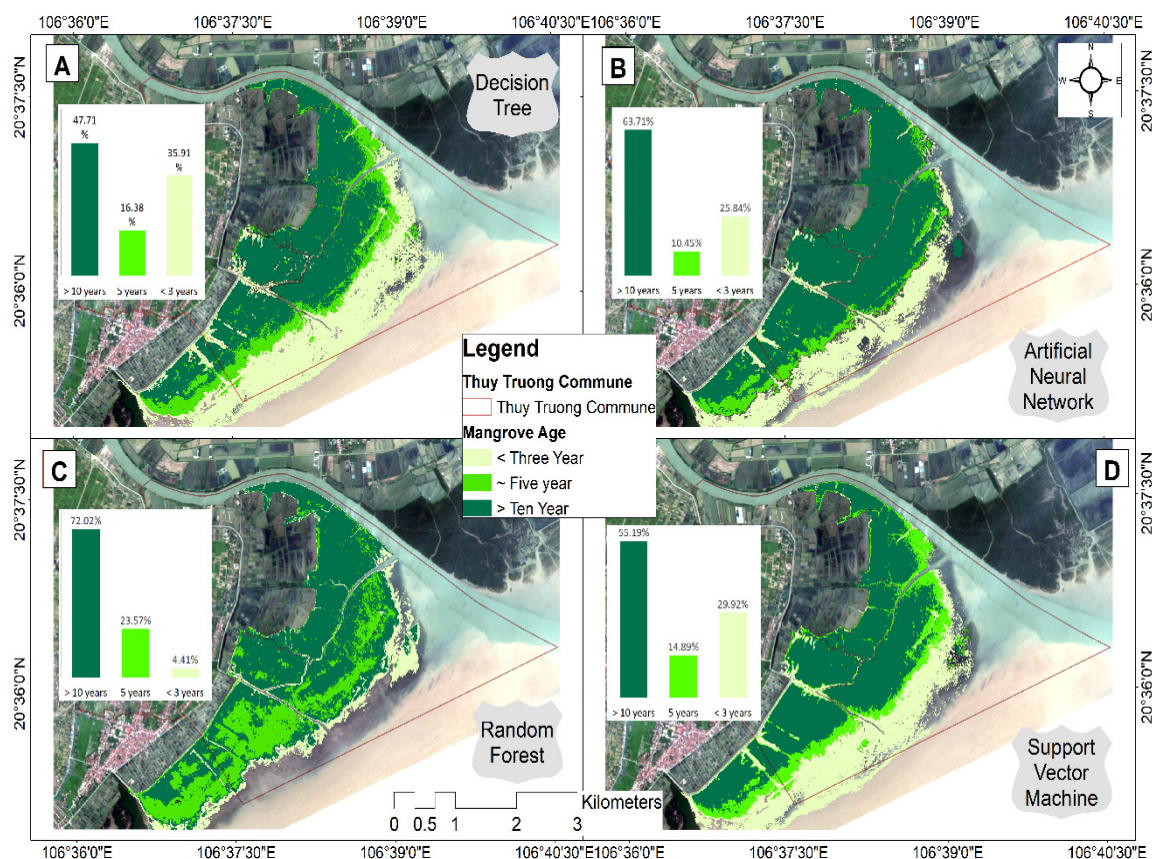 106°36'0"E 106°37'30"E 106°39'0"E 106°40'30"E 106°36'0"E 106°37'30"E 106°39'0"E 106°40'30"E
A
Decision
Tree
47.71
%
16.38
%
35.91
%
> 10 years 5 years < 3 years
20°37'30"N
20°36'0"N
B
N
W E
S
63.71%
10.45%
25.84%
> 10 years 5 years < 3 years
Artificial
Neural
Network
20°37'30"N
20°36'0"N
Legend
Thuy Truong Commune
Thuy Truong Commune
Mangrove Age
< Three Year
~ Five year
> Ten Year
C
72.02%
23.57%
4.41%
> 10 years 5 years < 3 years
Random
Forest
20°37'30"N
20°36'0"N
Kilometers
0 0.5 1 2 3
D
55.19%
14.89%
29.92%
> 10 years 5 years < 3 years
Support
Vector
Machine
20°37'30"N
20°36'0"N
106°36'0"E 106°37'30"E 106°39'0"E 106°40'30"E 106°36'0"E 106°37'30"E 106°39'0"E 106°40'30"E